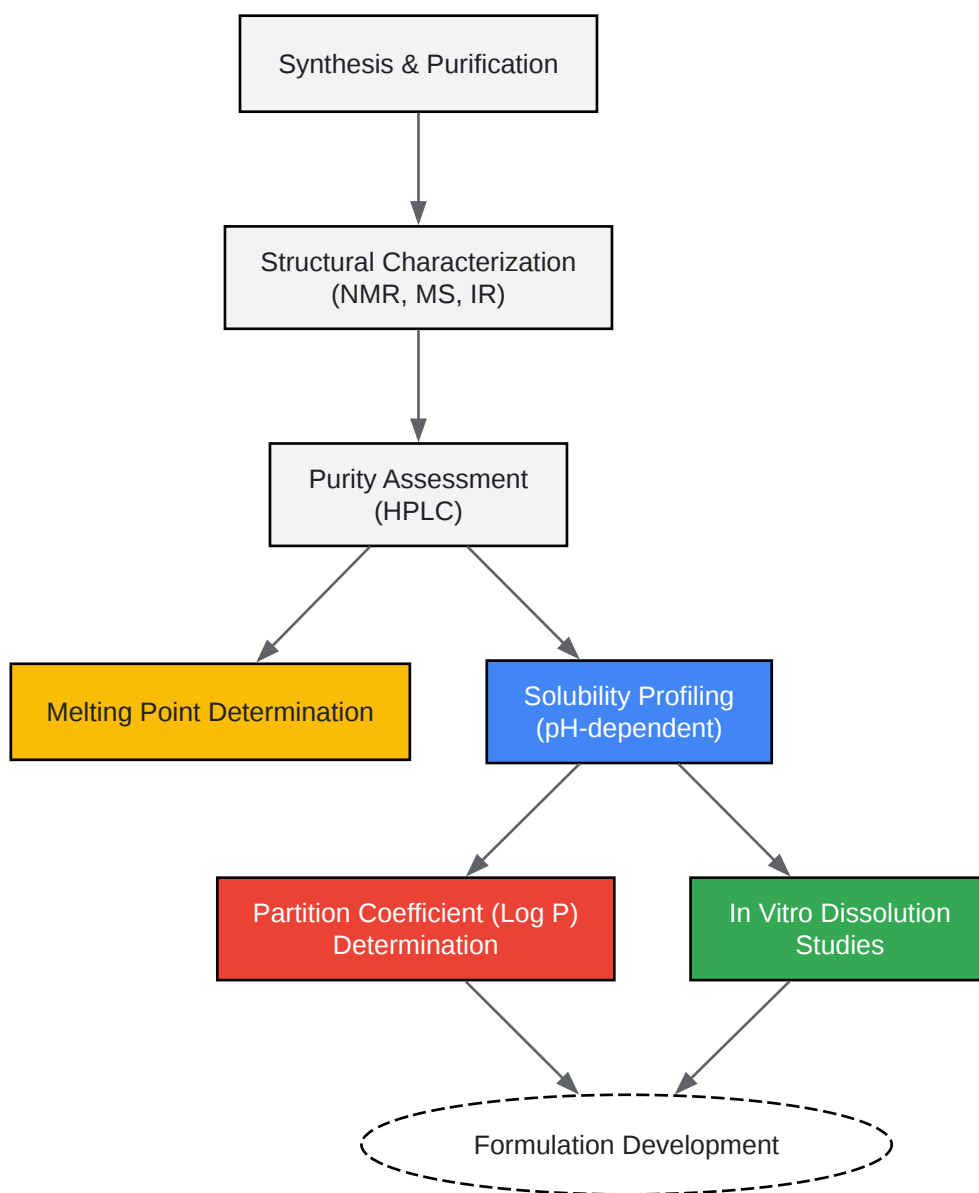 Synthesis & Purification
Structural Characterization
(NMR, MS, IR)
Purity Assessment
(HPLC)
Melting Point Determination
Solubility Profiling
(pH-dependent)
Partition Coefficient (Log P)
Determination
In Vitro Dissolution
Studies
Formulation Development